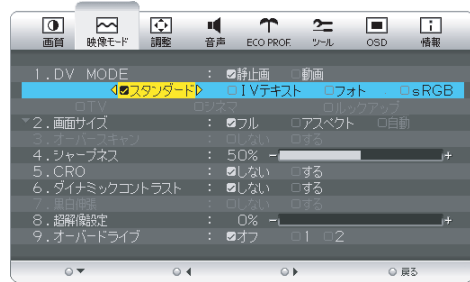 画質 映像モード 調整 音声 ECO PROF. ツール OSD 情報
1.DV MODE : ☑静止画 □動画
☑スタンダード □IVテキスト □フォト □sRGB
□TV □シネマ □ルックアップ
2.画面サイズ : ☑フル □アスペクト □自動
3.オーバースキャン : □しない □する
4.シャープネス : 50% - +
5.CRO : ☑しない □する
6.ダイナミックコントラスト : ☑しない □する
7.黒白伸張 : □しない □する
8.超解像設定 : 0% - +
9.オーバードライブ : ☑オフ □1 □2
戻る